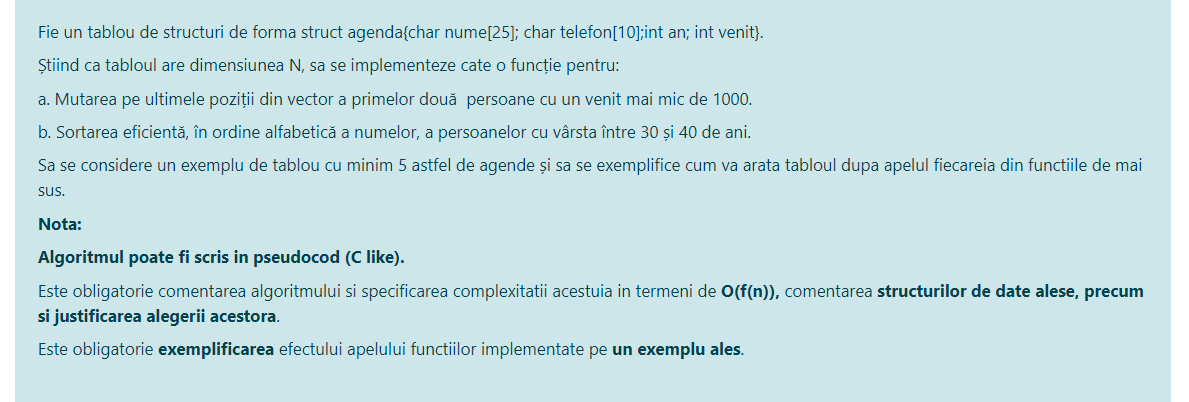 Fie un tablou de structuri de forma struct agenda{char nume[25]; char telefon[10];int an; int venit}.
Știind ca tabloul are dimensiunea N, sa se implementeze cate o funcție pentru:
a. Mutarea pe ultimele poziții din vector a primelor două  persoane cu un venit mai mic de 1000.
b. Sortarea eficientă, în ordine alfabetică a numelor, a persoanelor cu vârsta între 30 și 40 de ani.
Sa se considere un exemplu de tablou cu minim 5 astfel de agende și sa se exemplifice cum va arata tabloul dupa apelul fiecareia din functiile de mai
sus.
Nota:
Algoritmul poate fi scris in pseudocod (C like).
Este obligatorie comentarea algoritmului si specificarea complexitatii acestuia in termeni de O(f(n)), comentarea structurilor de date alese, precum
si justificarea alegerii acestora.
Este obligatorie exemplificarea efectului apelului functiilor implementate pe un exemplu ales.